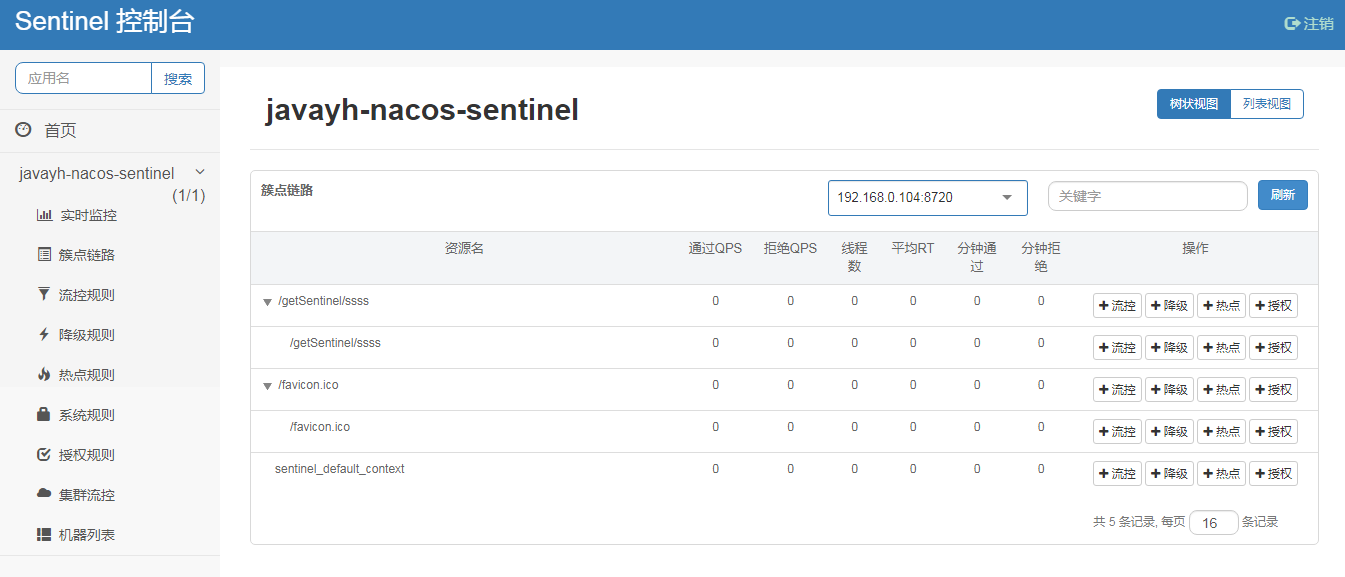 Sentinel 控制台
注销
应用名 搜索
首页
javayh-nacos-sentinel
(1/1)
实时监控
簇点链路
流控规则
降级规则
热点规则
系统规则
授权规则
集群流控
机器列表
javayh-nacos-sentinel
树状视图 列表视图
簇点链路 192.168.0.104:8720 关键字 刷新
资源名 通过QPS 拒绝QPS 线程数 平均RT 分钟通过 分钟拒绝 操作
/getSentinel/ssss 0 0 0 0 0 0 流控 降级 热点 授权
/getSentinel/ssss 0 0 0 0 0 0 流控 降级 热点 授权
/favicon.ico 0 0 0 0 0 0 流控 降级 热点 授权
/favicon.ico 0 0 0 0 0 0 流控 降级 热点 授权
sentinel_default_context 0 0 0 0 0 0 流控 降级 热点 授权
共 5 条记录, 每页 16 条记录